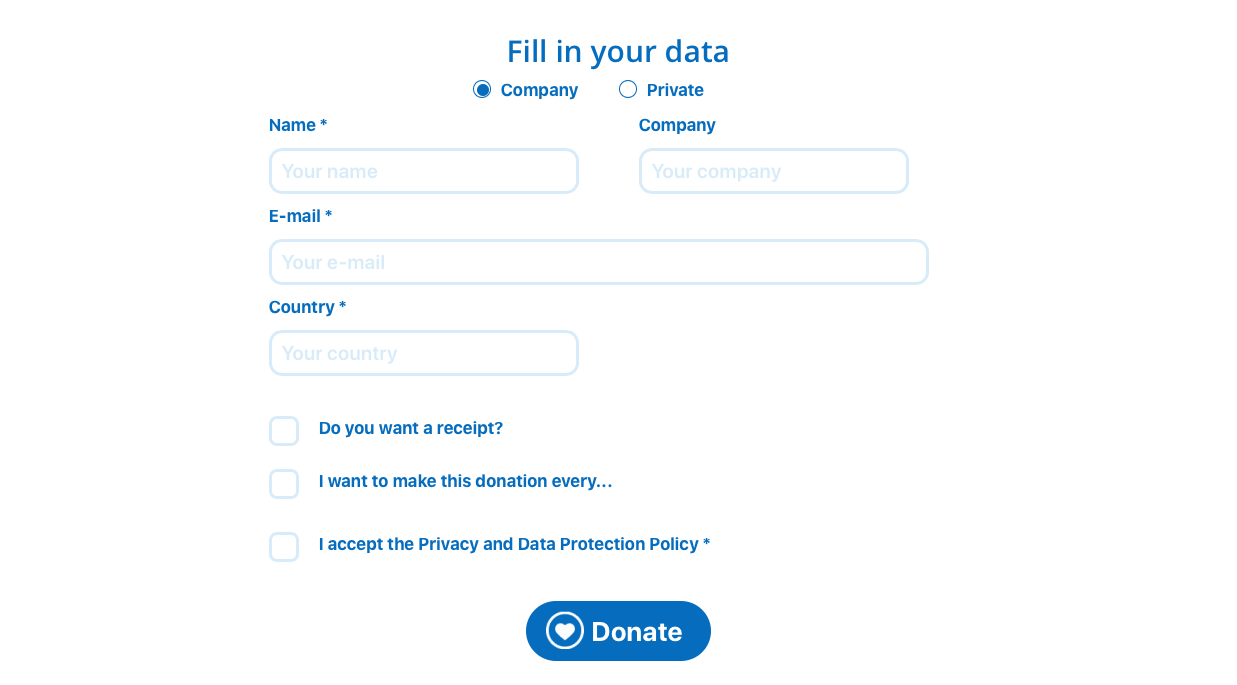 Fill in your data
Company Private
Name * Company
Your name Your company
E-mail *
Your e-mail
Country *
Your country
Do you want a receipt?
I want to make this donation every...
I accept the Privacy and Data Protection Policy *
Donate